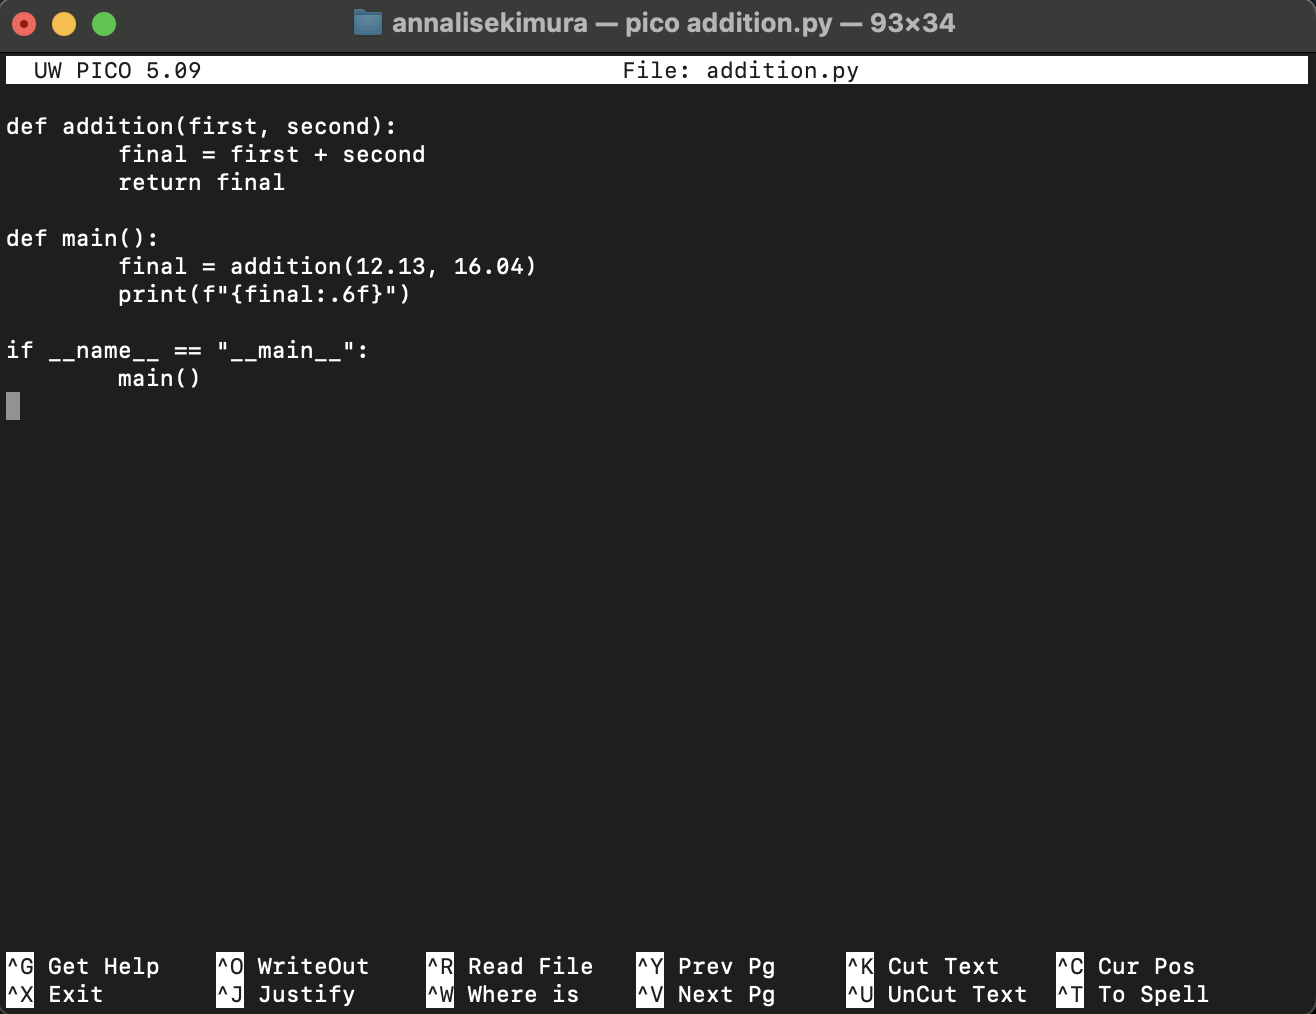 annalisekimura — pico addition.py — 93×34
UW PICO 5.09 File: addition.py
def addition(first, second):
        final = first + second
        return final
def main():
        final = addition(12.13, 16.04)
        print(f"{final:.6f}")
if __name__ == "__main__":
        main()
^G Get Help ^O WriteOut ^R Read File ^Y Prev Pg ^K Cut Text ^C Cur Pos
^X Exit ^J Justify ^W Where is ^V Next Pg ^U UnCut Text ^T To Spell